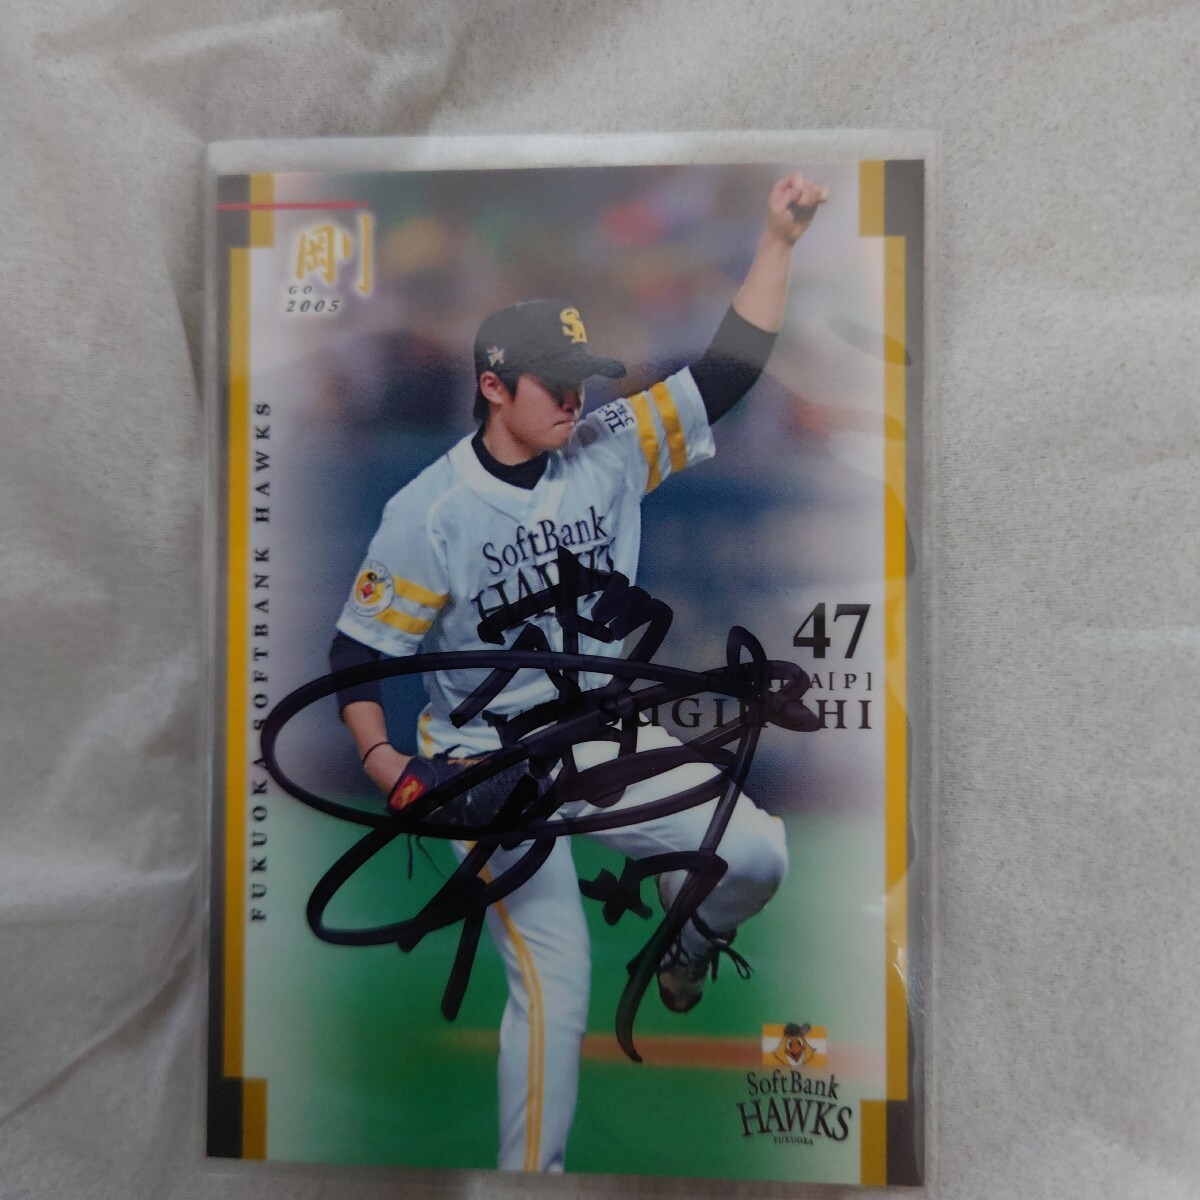 剛
GO
2005
FUKUOKA SOFTBANK HAWKS
SoftBank
HAWKS
47
[P]
SUGIUCHI
SoftBank
HAWKS
FUKUOKA